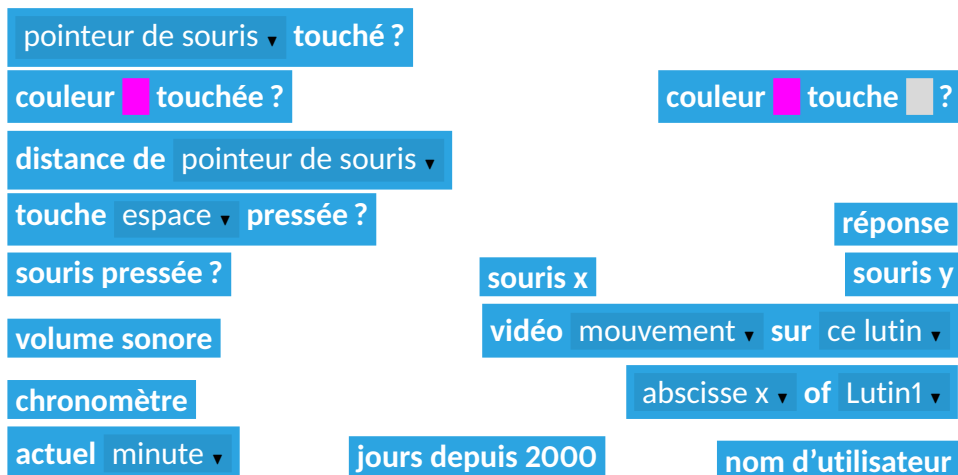 pointeur de souris ▾ touché ?
couleur touchée ?
couleur touche ?
distance de pointeur de souris ▾
touche espace ▾ pressée ?
réponse
souris pressée ?
souris x
souris y
volume sonore
vidéo mouvement ▾ sur ce lutin ▾
chronomètre
abscisse x ▾ of Lutin1 ▾
actuel minute ▾
jours depuis 2000
nom d’utilisateur